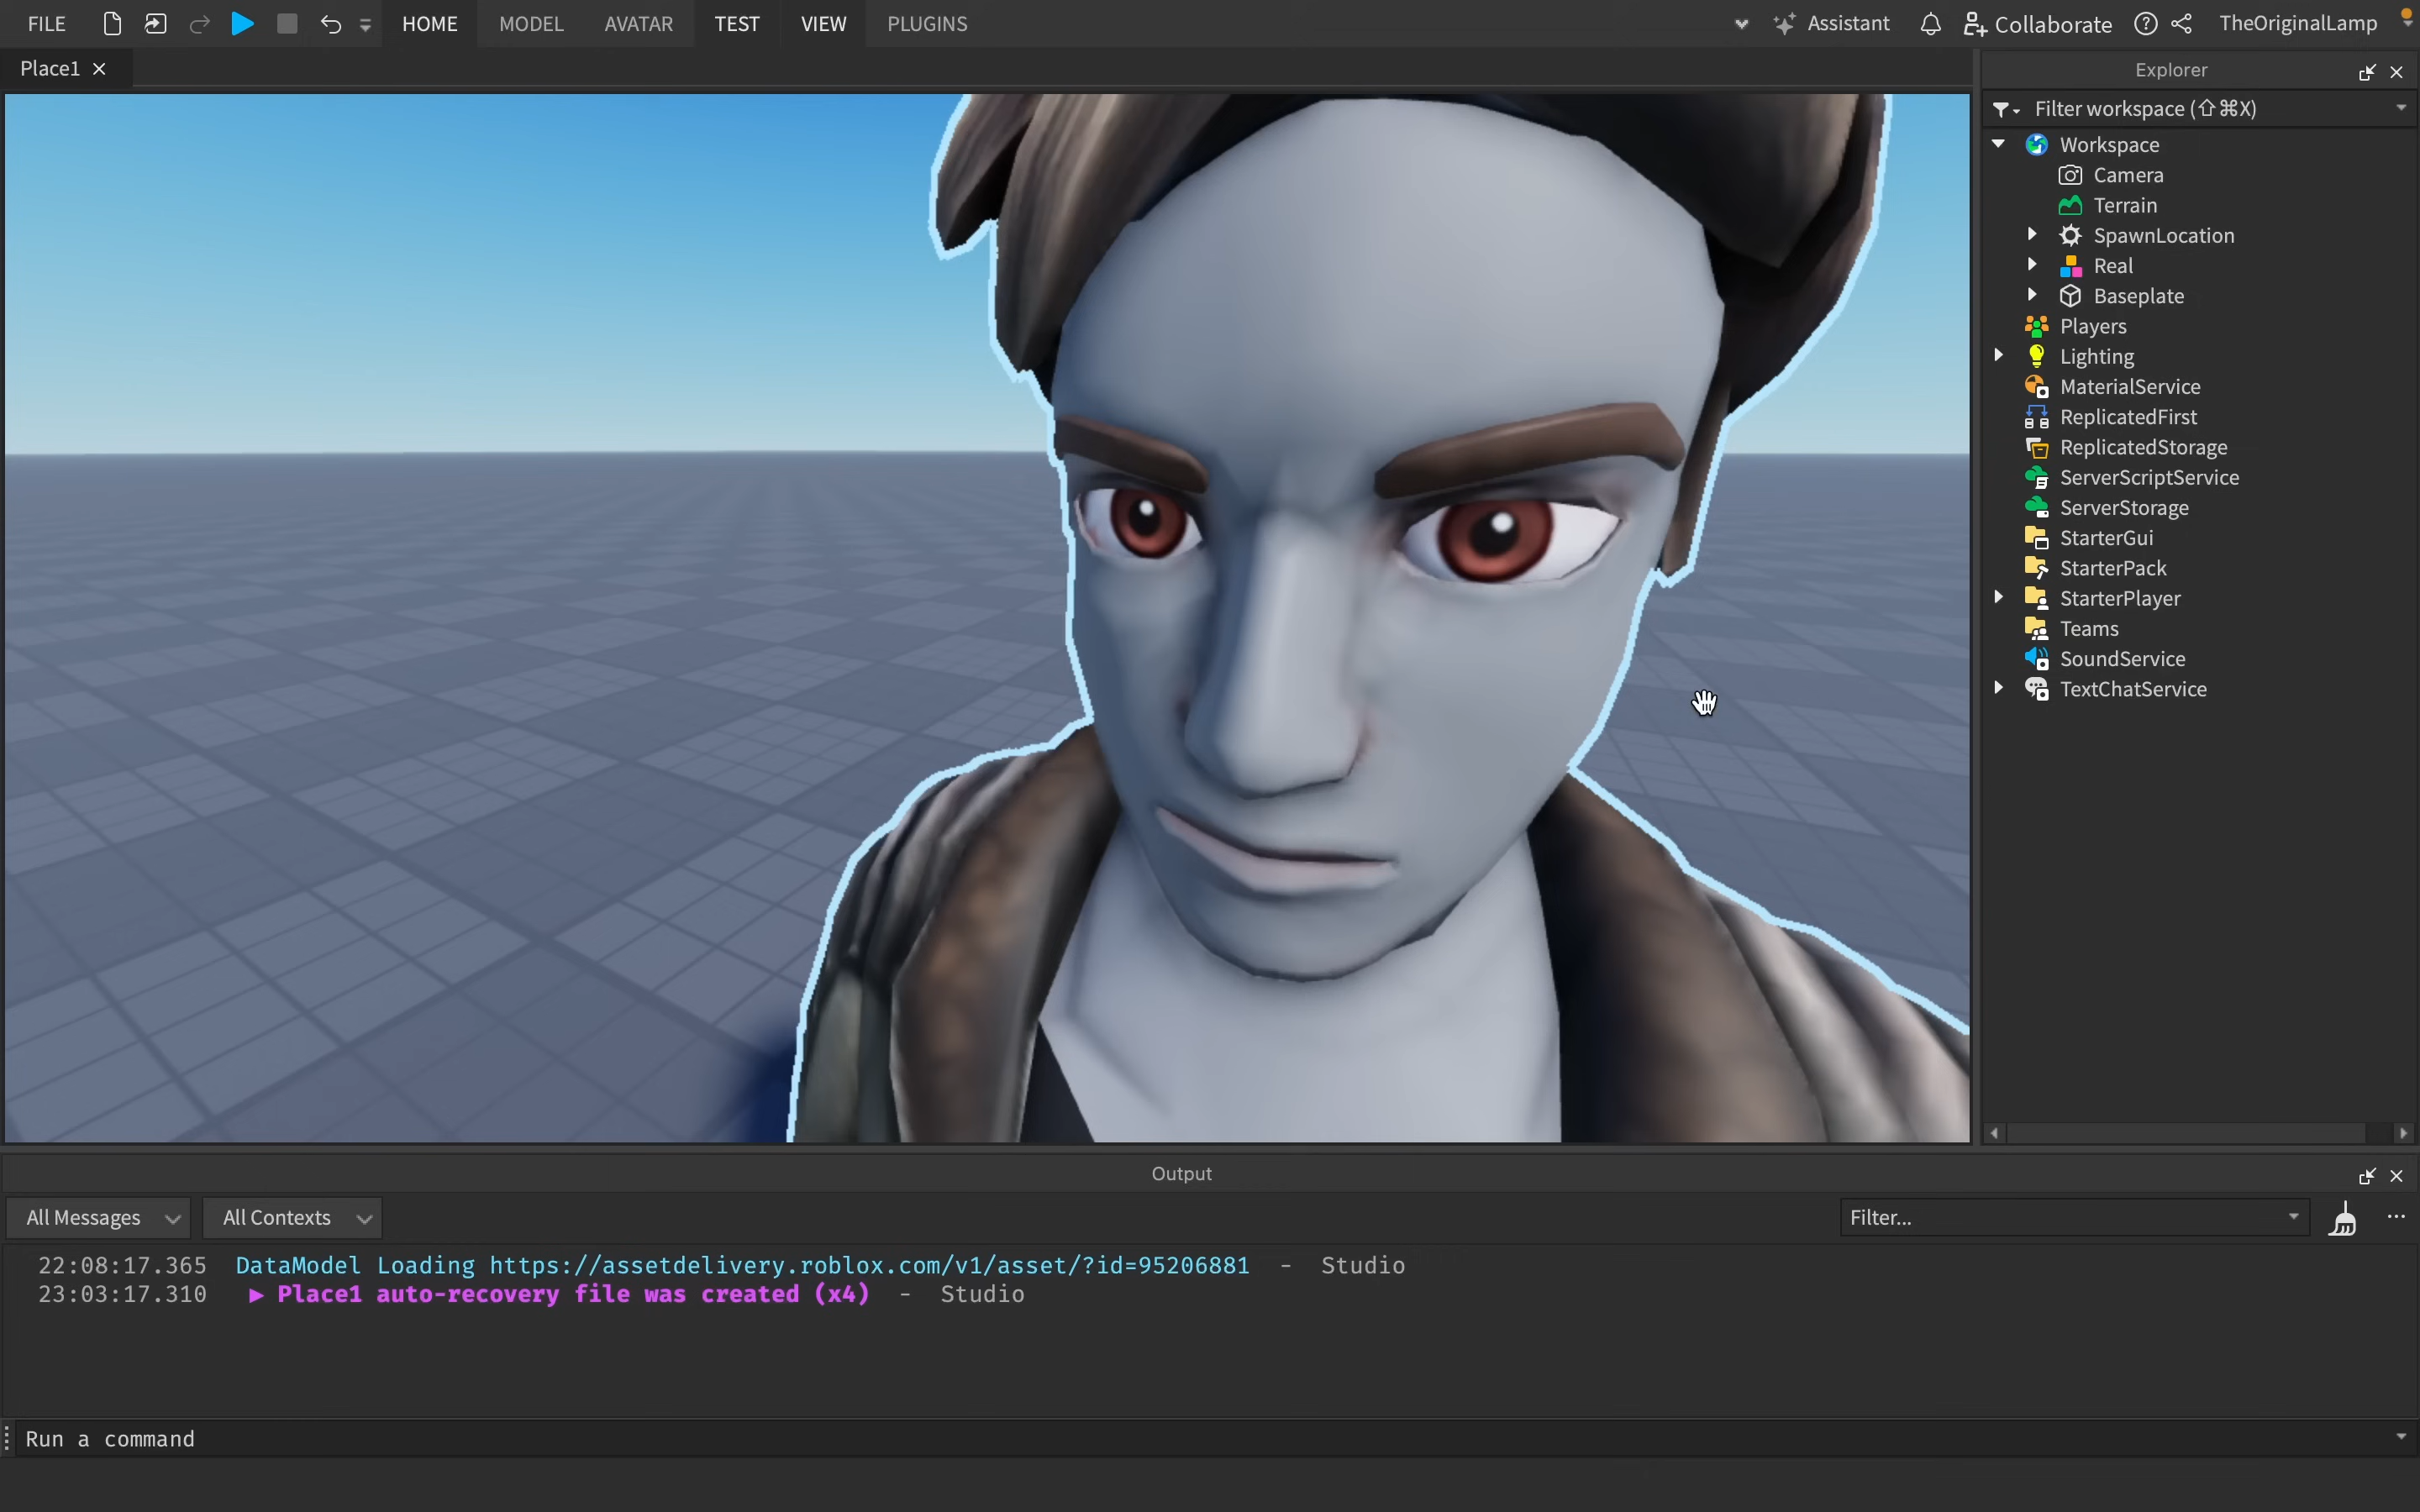 FILE HOME MODEL AVATAR TEST VIEW PLUGINS Assistant Collaborate TheOriginalLamp
Place1
Explorer
Filter workspace (⇧⌘X)
Workspace
Camera
Terrain
SpawnLocation
Real
Baseplate
Players
Lighting
MaterialService
ReplicatedFirst
ReplicatedStorage
ServerScriptService
ServerStorage
StarterGui
StarterPack
StarterPlayer
Teams
SoundService
TextChatService
Output
All Messages All Contexts Filter...
22:08:17.365 DataModel Loading https://assetdelivery.roblox.com/v1/asset/?id=95206881 - Studio
23:03:17.310 ▶ Place1 auto-recovery file was created (x4) - Studio
Run a command